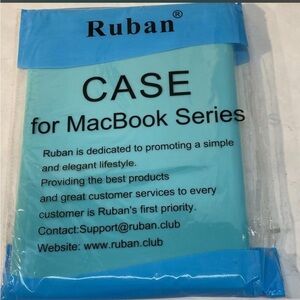 Ruban®
CASE
for MacBook Series
Ruban is dedicated to promoting a simple
and elegant lifestyle.
Providing the best products
and great customer services to every
customer is Ruban's first priority.
Contact:Support@ruban.club
Website: www.ruban.club